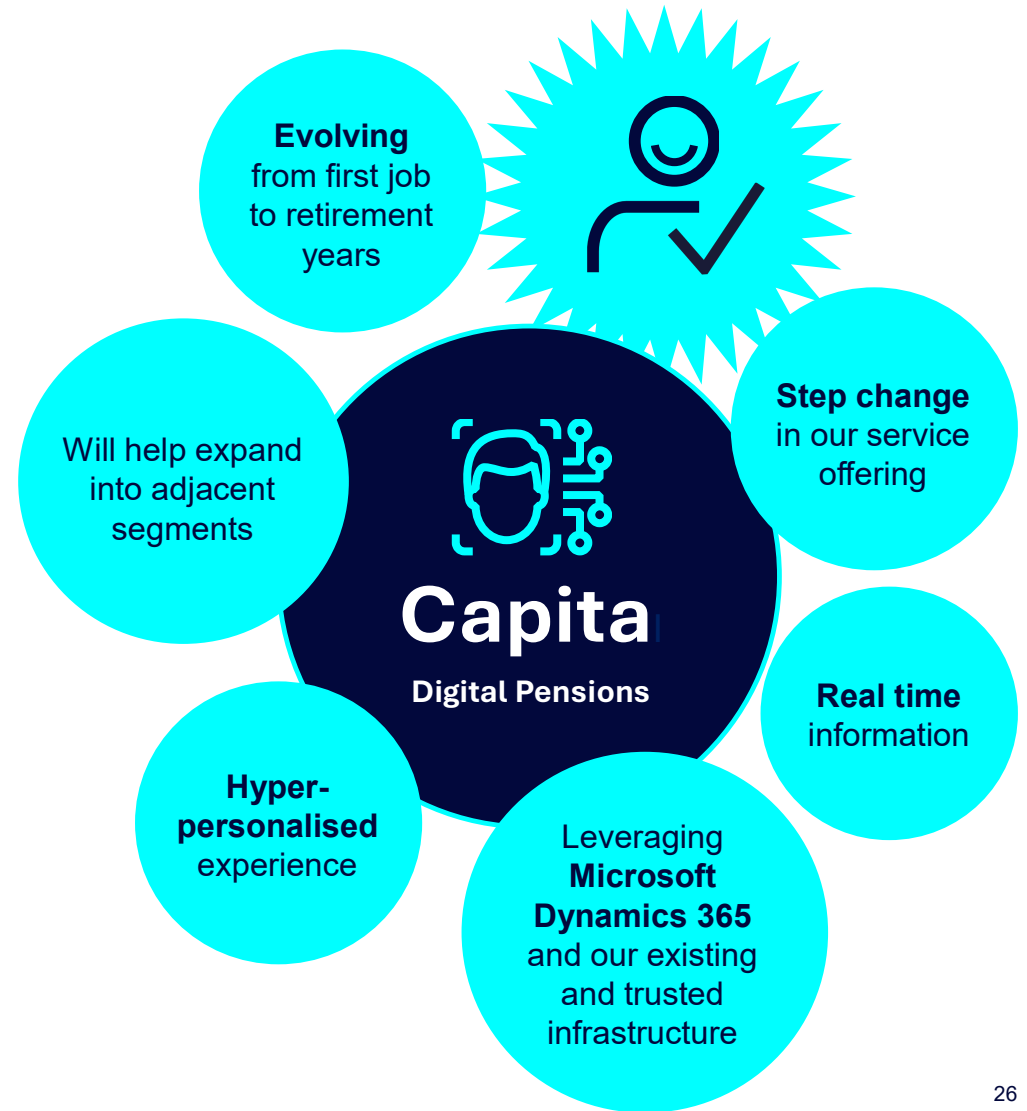 Evolving
from first job
to retirement
years
Will help expand
into adjacent
segments
Step change
in our service
offering
Capita
Digital Pensions
Real time
information
Hyper-
personalised
experience
Leveraging
Microsoft
Dynamics 365
and our existing
and trusted
infrastructure
26